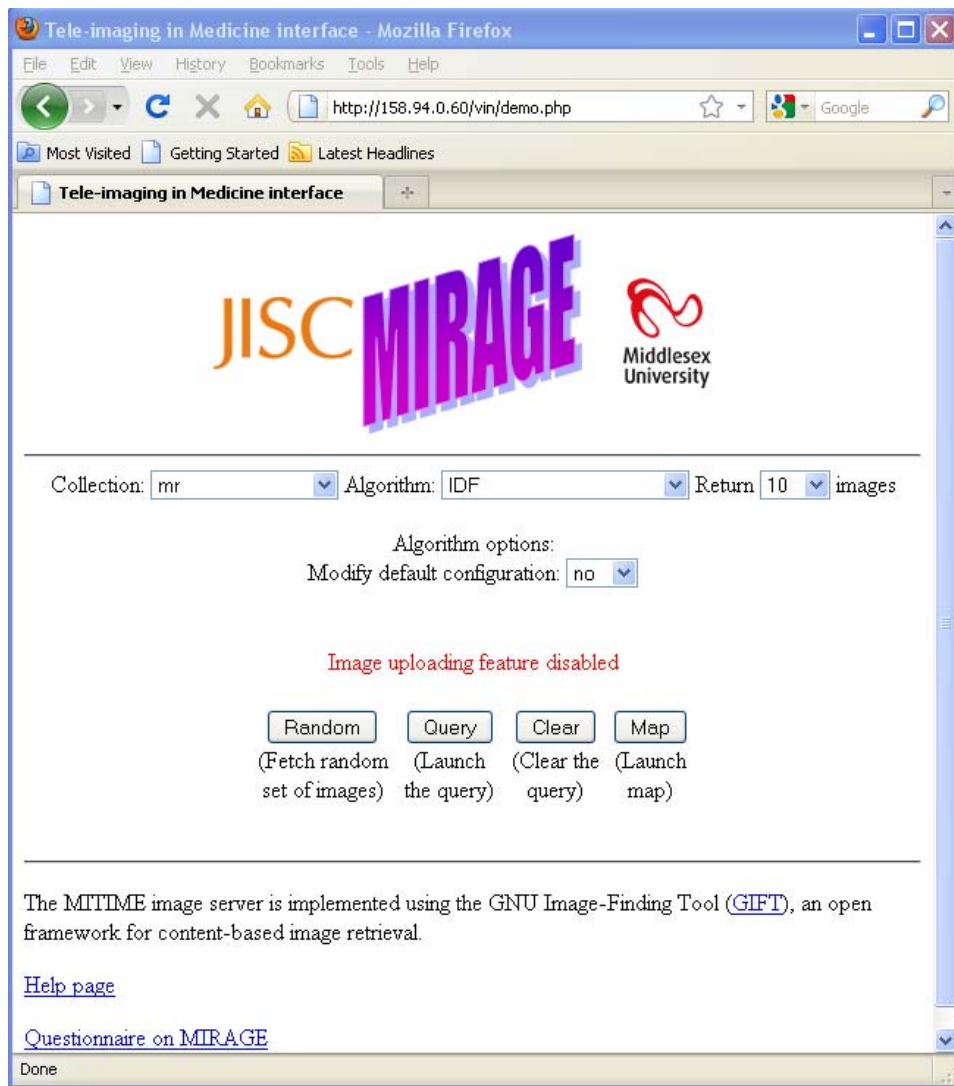 Tele-imaging in Medicine interface - Mozilla Firefox
File Edit View History Bookmarks Tools Help
http://158.94.0.60/vin/demo.php Google
Most Visited Getting Started Latest Headlines
Tele-imaging in Medicine interface
JISC MIRAGE
Middlesex
University
Collection: mr Algorithm: IDF Return 10 images
Algorithm options:
Modify default configuration: no
Image uploading feature disabled
Random Query Clear Map
(Fetch random (Launch (Clear the (Launch
set of images) the query) query) map)
The MITIME image server is implemented using the GNU Image-Finding Tool (GIFT), an open
framework for content-based image retrieval.
Help page
Questionnaire on MIRAGE
Done